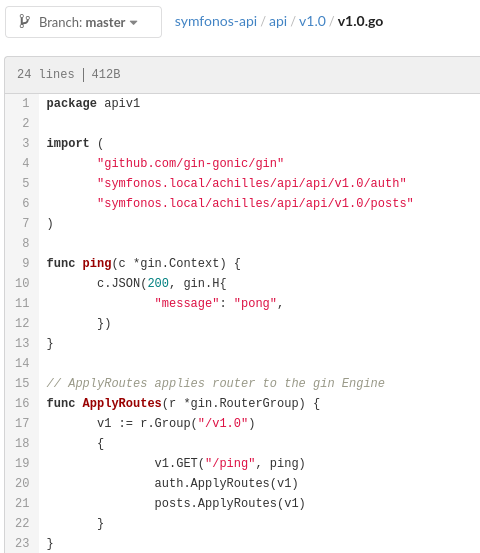 Branch: master symfonos-api / api / v1.0 / v1.0.go
24 lines | 412B
1 package apiv1
2
3 import (
4 "github.com/gin-gonic/gin"
5 "symfonos.local/achilles/api/api/v1.0/auth"
6 "symfonos.local/achilles/api/api/v1.0/posts"
7 )
8
9 func ping(c *gin.Context) {
10 c.JSON(200, gin.H{
11 "message": "pong",
12 })
13 }
14
15 // ApplyRoutes applies router to the gin Engine
16 func ApplyRoutes(r *gin.RouterGroup) {
17 v1 := r.Group("/v1.0")
18 {
19 v1.GET("/ping", ping)
20 auth.ApplyRoutes(v1)
21 posts.ApplyRoutes(v1)
22 }
23 }